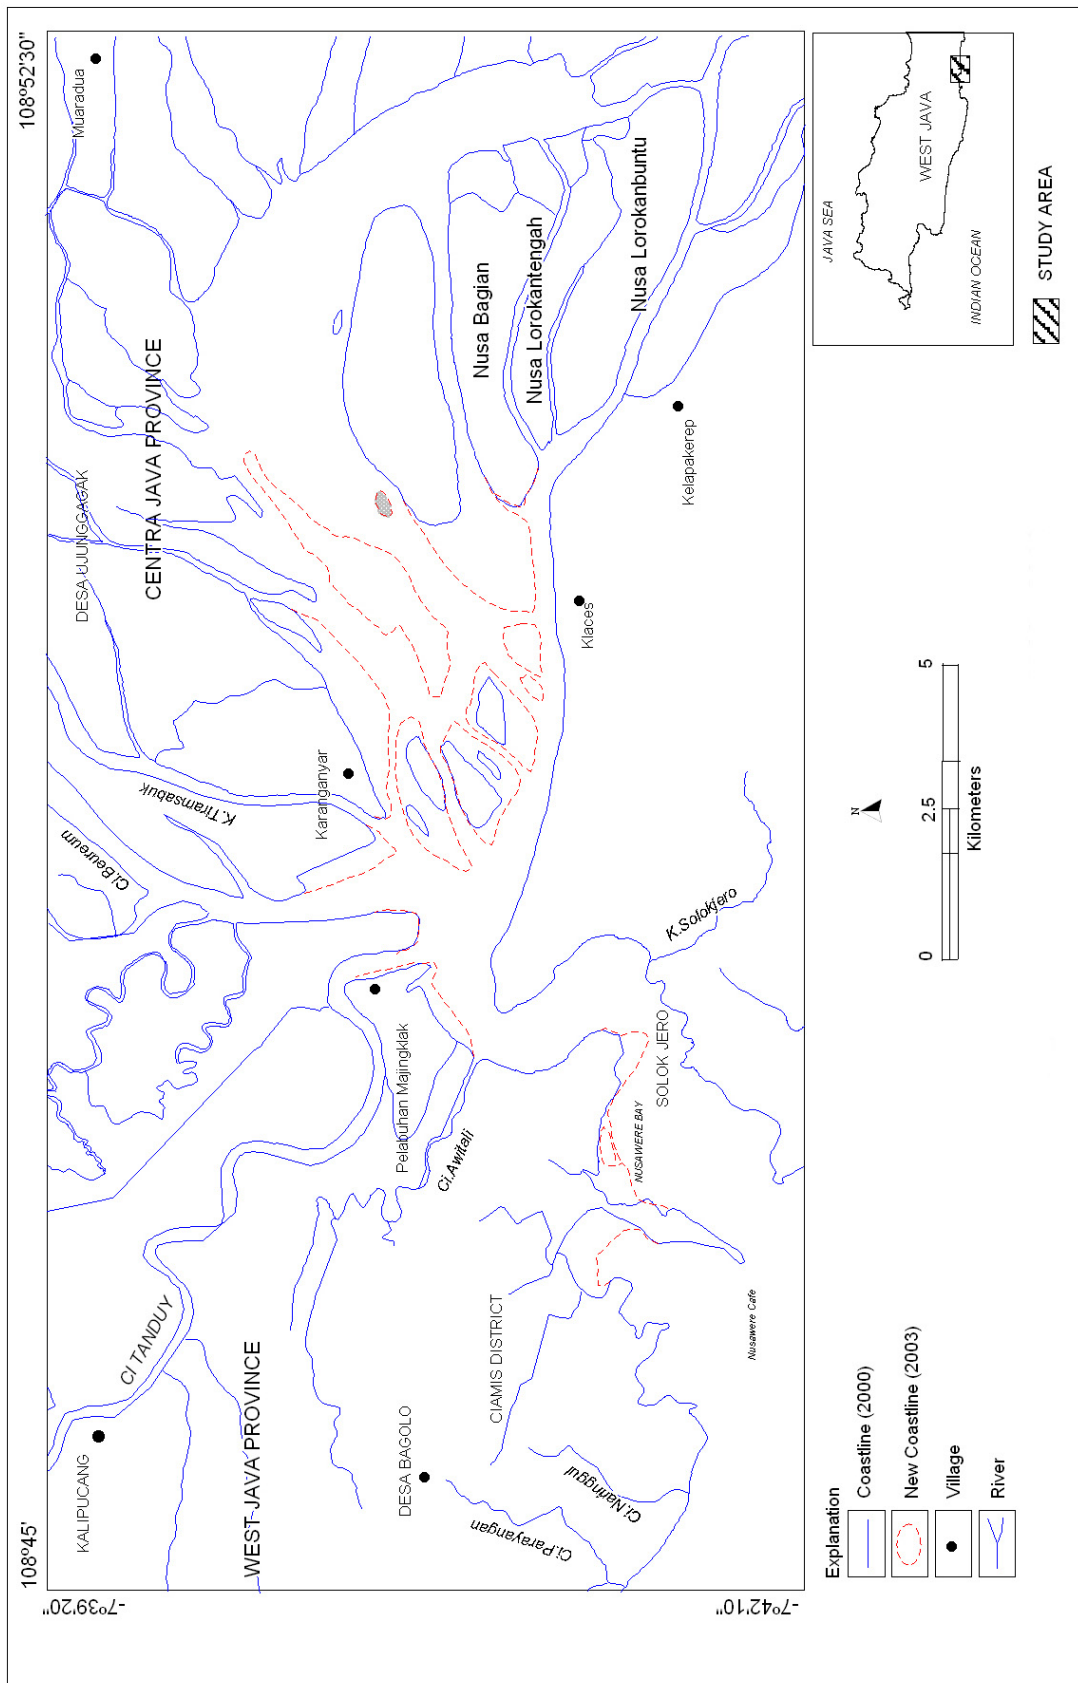 108º45'
108º52'30"
-7º39'20"
-7º42'10"
KALIPUCANG
CI TANDUY
WEST-JAVA PROVINCE
DESA BAGOLO
CIAMIS DISTRICT
Ci.Parayangan
Ci.Naringgul
Nusawere Cafe
NUSAWERE BAY
SOLOK JERO
K.Solokjero
Ci.Awitali
Pelabuhan Majingklak
Ci.Beureum
K.Tiramsabuk
Karanganyar
DESA UJUNGGAGAK
CENTRA JAVA PROVINCE
Muaradua
Nusa Bagian
Nusa Lorokantengah
Nusa Lorokanbuntu
Klaces
Kelapakerep
Explanation
Coastline (2000)
New Coastline (2003)
Village
River
N
0
2.5
5
Kilometers
JAVA SEA
WEST JAVA
INDIAN OCEAN
STUDY AREA